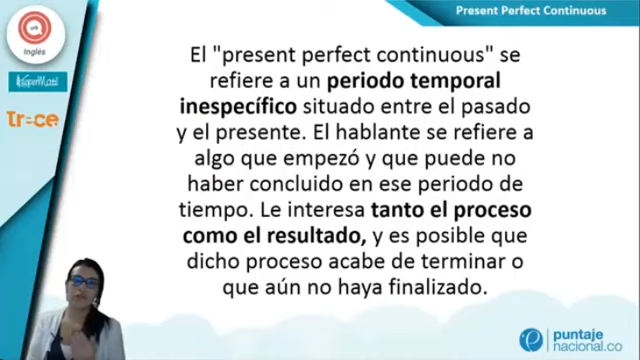 Present Perfect Continuous
Inglés
Trece
El "present perfect continuous" se
refiere a un periodo temporal
inespecífico situado entre el pasado
y el presente. El hablante se refiere a
algo que empezó y que puede no
haber concluido en ese periodo de
tiempo. Le interesa tanto el proceso
como el resultado, y es posible que
dicho proceso acabe de terminar o
que aún no haya finalizado.
puntaje
nacional.co